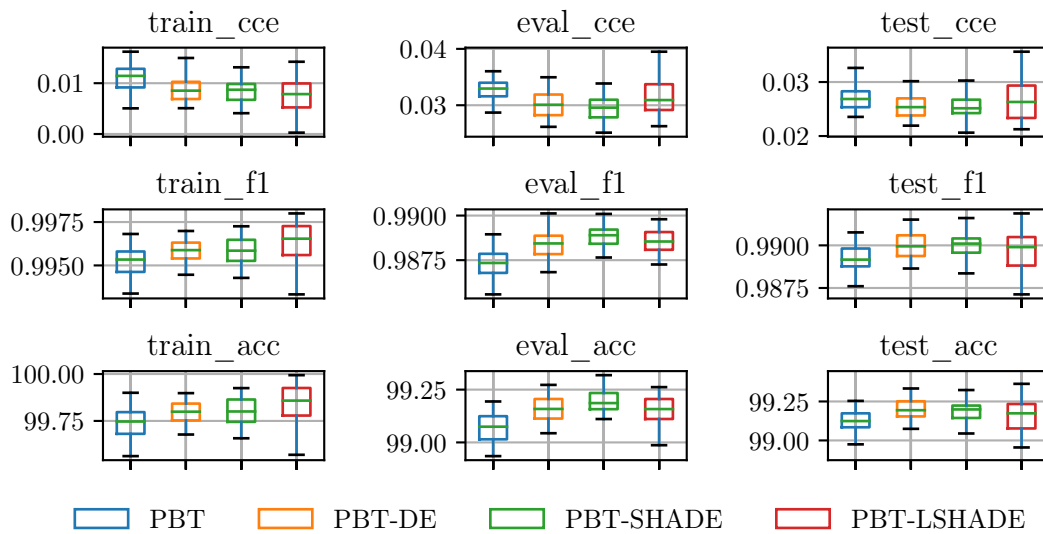 train_cce eval_cce test_cce
0.04
0.01 0.03 0.03
0.00 0.02
train_f1 eval_f1 test_f1
0.9975 0.9900 0.9900
0.9950 0.9875 0.9875
train_acc eval_acc test_acc
100.00 99.25 99.25
99.75 99.00 99.00
PBT PBT-DE PBT-SHADE PBT-LSHADE